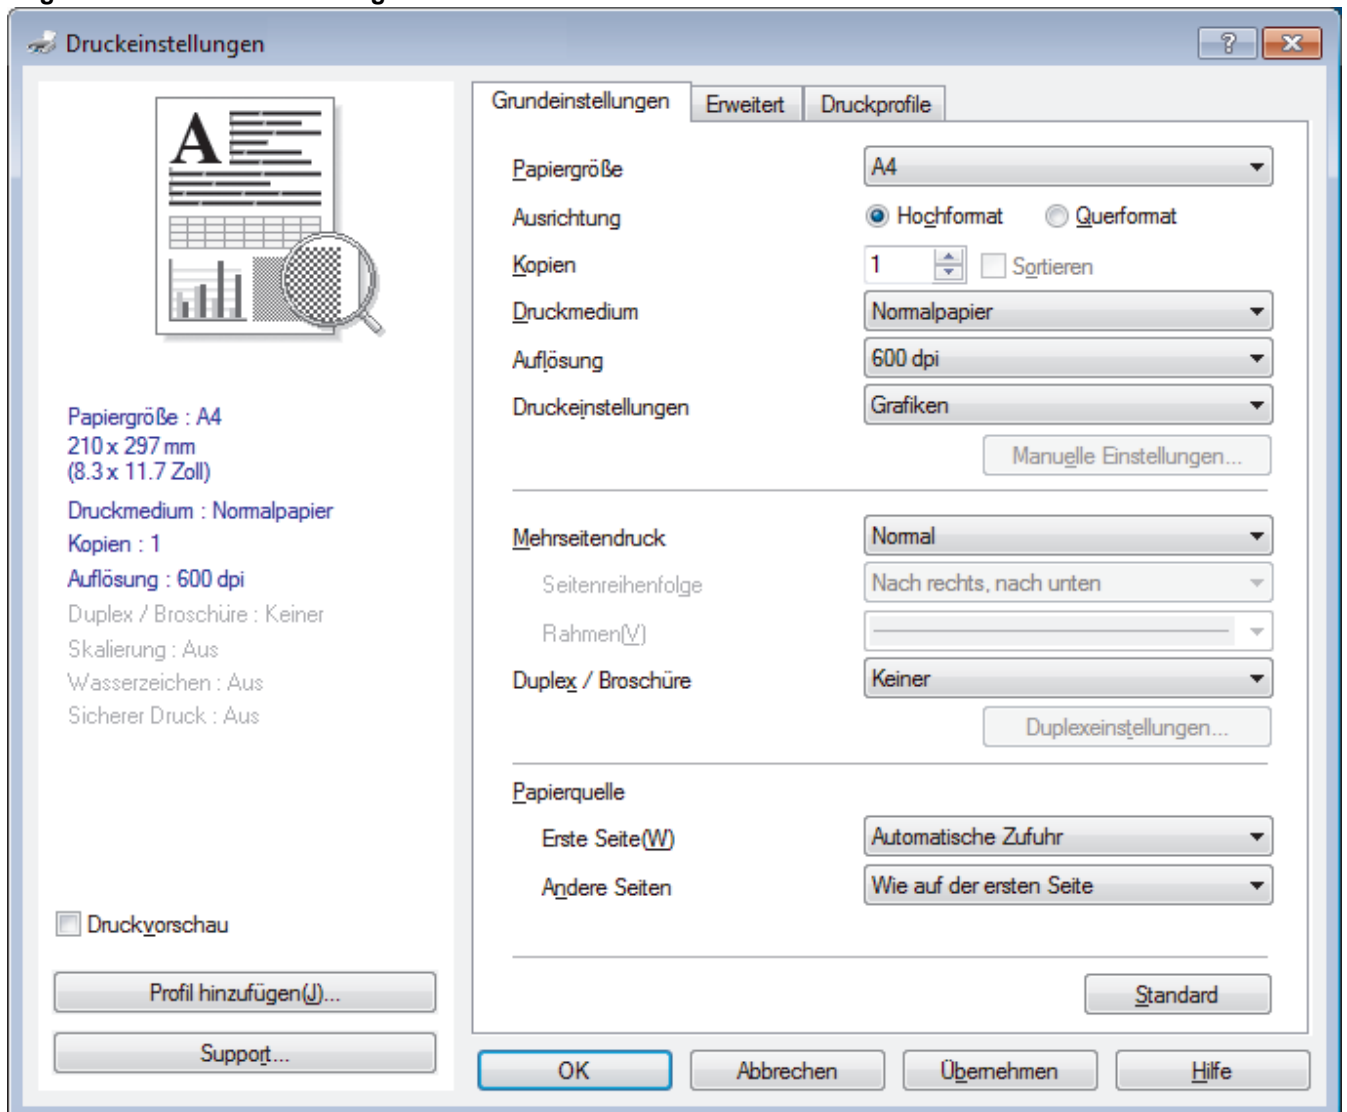 Druckeinstellungen
Grundeinstellungen Erweitert Druckprofile
A
Papiergröße A4
Ausrichtung Hochformat Querformat
Kopien 1 Sortieren
Druckmedium Normalpapier
Auflösung 600 dpi
Druckeinstellungen Grafiken
Manuelle Einstellungen...
Mehrseitendruck Normal
Seitenreihenfolge Nach rechts, nach unten
Rahmen(V)
Duplex / Broschüre Keiner
Duplexeinstellungen...
Papierquelle
Erste Seite(W) Automatische Zufuhr
Andere Seiten Wie auf der ersten Seite
Standard
Papiergröße : A4
210 x 297 mm
(8.3 x 11.7 Zoll)
Druckmedium : Normalpapier
Kopien : 1
Auflösung : 600 dpi
Duplex / Broschüre : Keiner
Skalierung : Aus
Wasserzeichen : Aus
Sicherer Druck : Aus
Druckvorschau
Profil hinzufügen(J)...
Support...
OK Abbrechen Übernehmen Hilfe